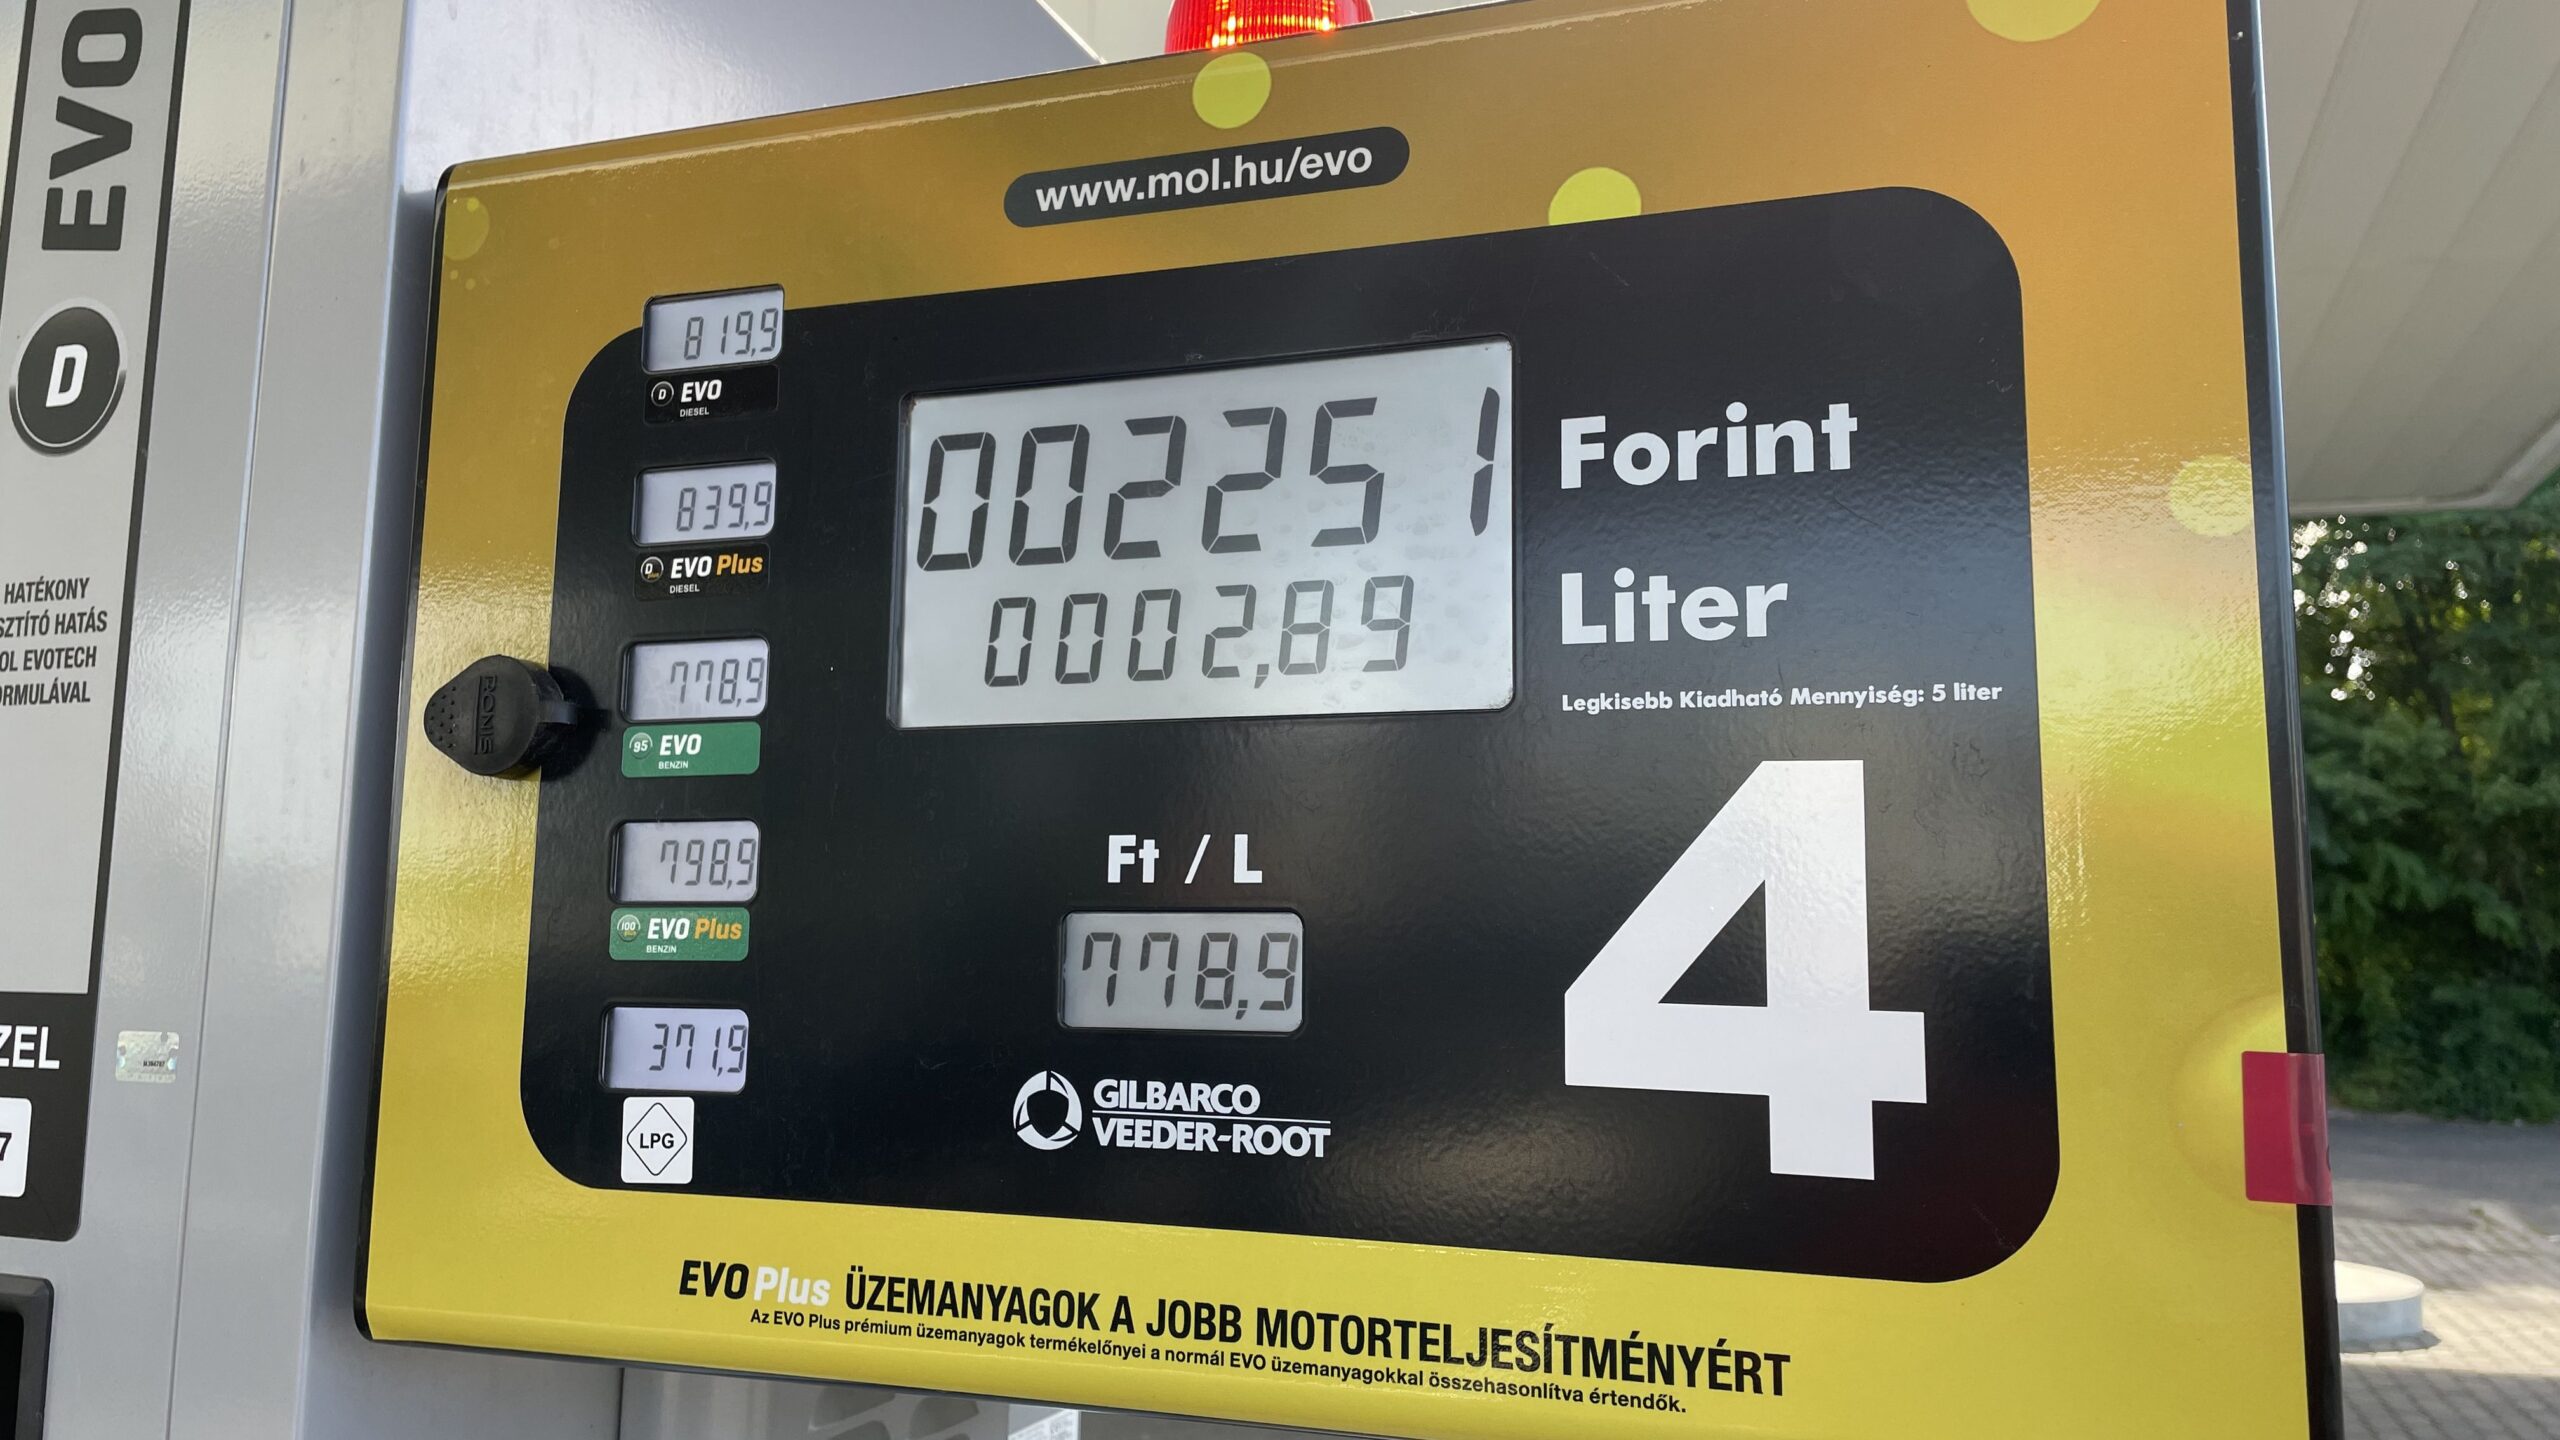 EVO
D
HATÉKONY
SZTÍTÓ HATÁS
OL EVOTECH
ORMULÁVAL
ZEL
7
www.mol.hu/evo
819,9
D EVO
DIESEL
839,9
D EVO Plus
DIESEL
778,9
95 EVO
BENZIN
798,9
100 EVO Plus
BENZIN
371,9
LPG
RONIS
002251
Forint
0002,89
Liter
Legkisebb Kiadható Mennyiség: 5 liter
Ft / L
778,9
4
GILBARCO
VEEDER-ROOT
EVO Plus ÜZEMANYAGOK A JOBB MOTORTELJESÍTMÉNYÉRT
Az EVO Plus prémium üzemanyagok termékelőnyei a normál EVO üzemanyagokkal összehasonlítva értendők.